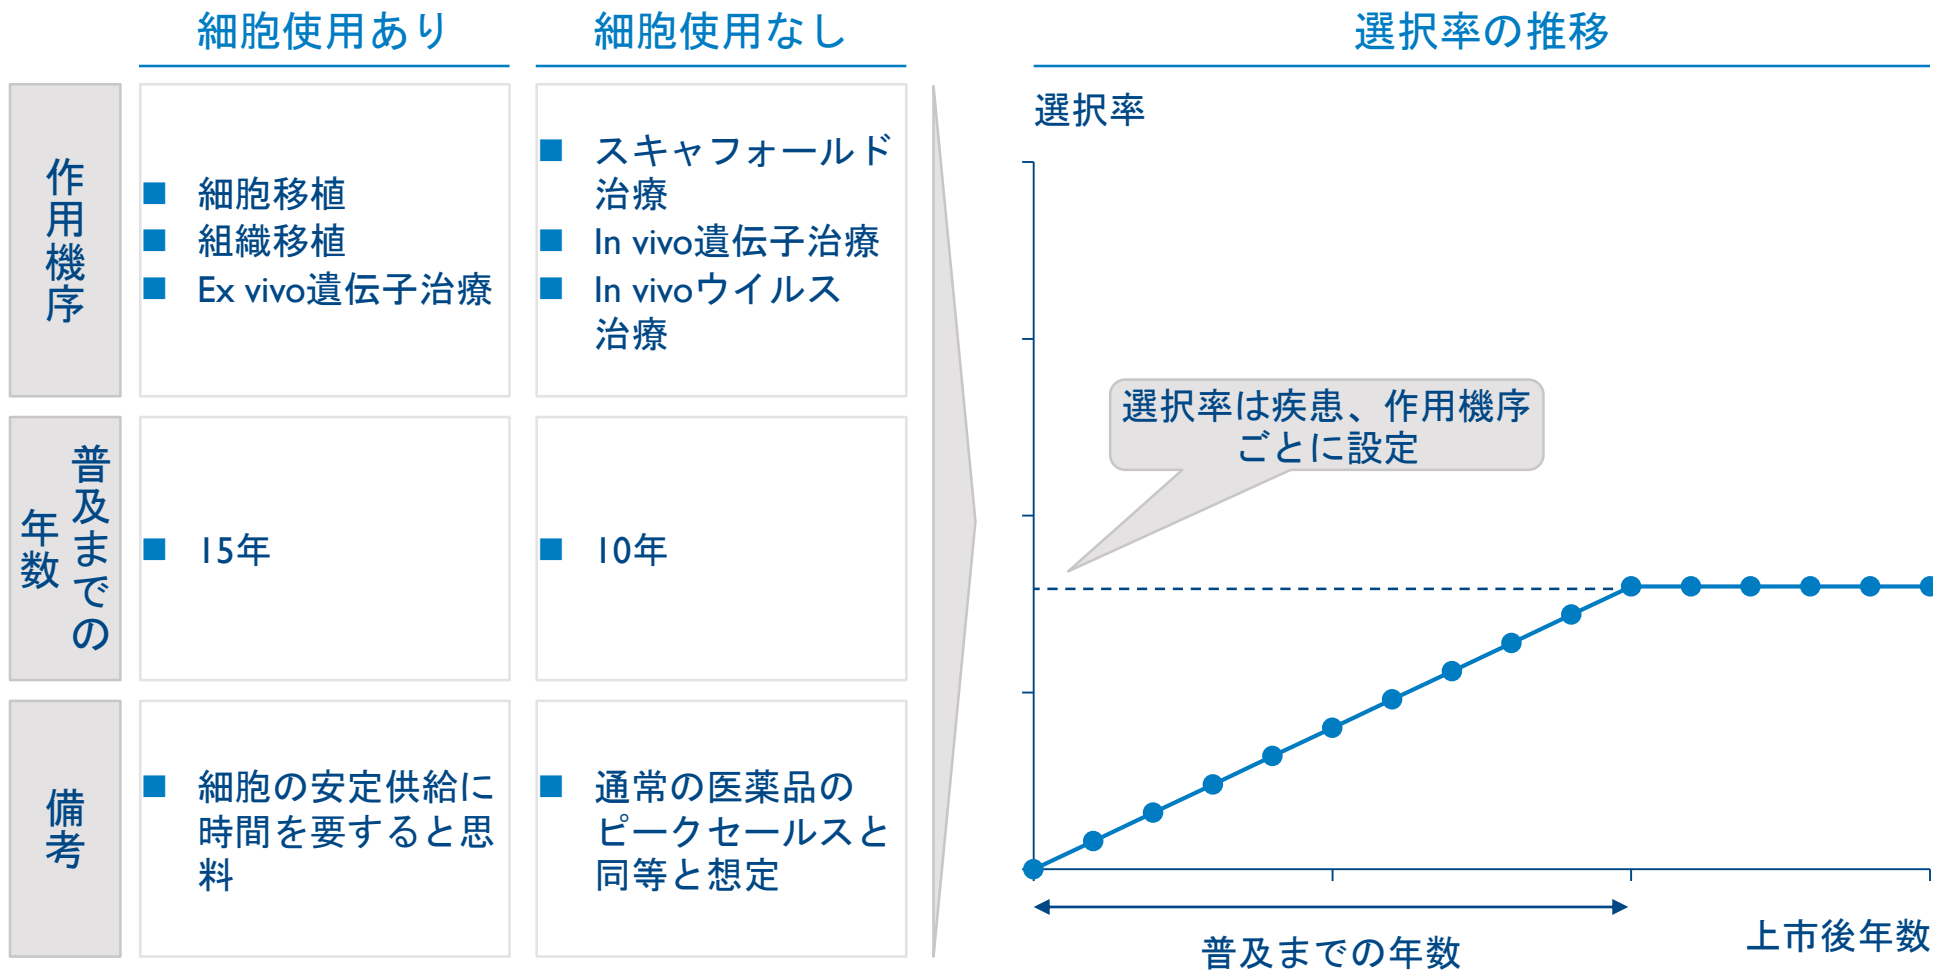 細胞使用あり
細胞使用なし
選択率の推移
作用機序
■ 細胞移植
■ 組織移植
■ Ex vivo遺伝子治療
■ スキャフォールド
治療
■ In vivo遺伝子治療
■ In vivoウイルス
治療
普及までの
年数
■ 15年
■ 10年
備考
■ 細胞の安定供給に
時間を要すると思
料
■ 通常の医薬品の
ピークセールスと
同等と想定
選択率
選択率は疾患、作用機序
ごとに設定
普及までの年数
上市後年数